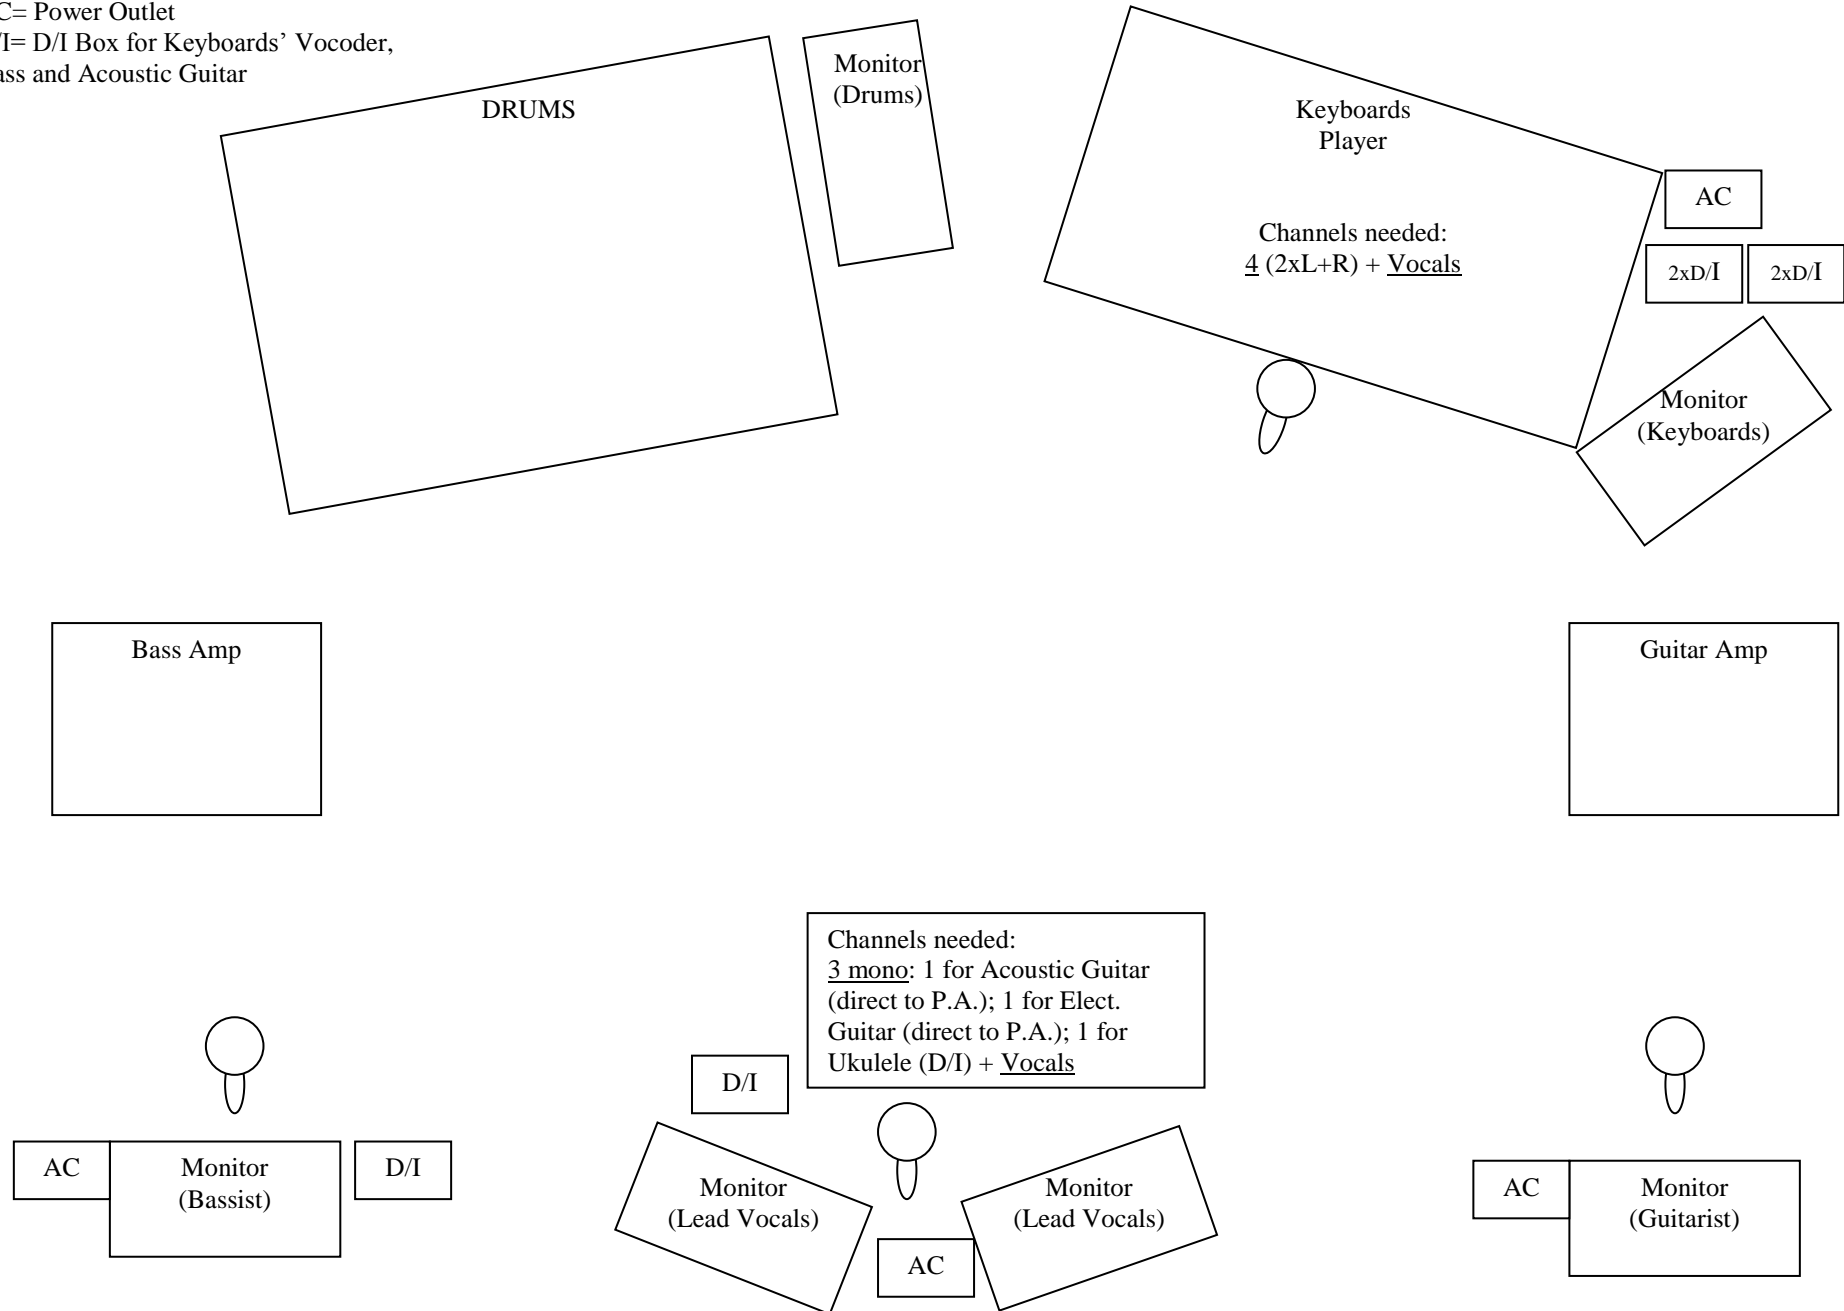 C= Power Outlet
/I= D/I Box for Keyboards’ Vocoder,
ass and Acoustic Guitar
DRUMS
Monitor
(Drums)
Keyboards
Player
Channels needed:
4 (2xL+R) + Vocals
AC
2xD/I
2xD/I
Monitor
(Keyboards)
Bass Amp
Guitar Amp
Channels needed:
3 mono: 1 for Acoustic Guitar
(direct to P.A.); 1 for Elect.
Guitar (direct to P.A.); 1 for
Ukulele (D/I) + Vocals
AC
Monitor
(Bassist)
D/I
D/I
Monitor
(Lead Vocals)
AC
Monitor
(Lead Vocals)
AC
Monitor
(Guitarist)